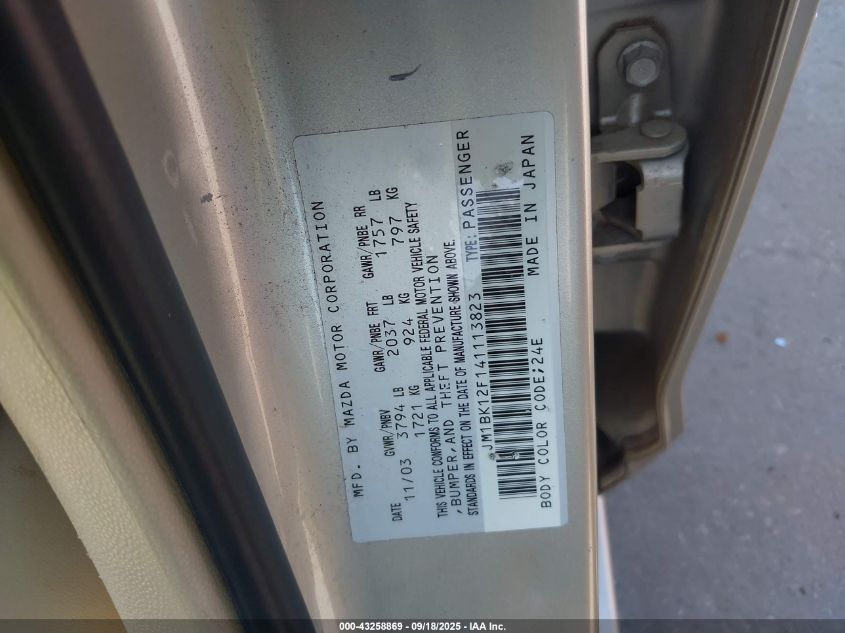 MFD. BY MAZDA MOTOR CORPORATION
DATE GVWR/PNBV GAWR/PNBE FRT GAWR/PNBE RR
11/03 3794 LB 2037 LB 1757 LB
1721 KG 924 KG 797 KG
THIS VEHICLE CONFORMS TO ALL APPLICABLE FEDERAL MOTOR VEHICLE SAFETY
,BUMPER,AND THEFT PREVENTION
STANDARDS IN EFFECT ON THE DATE OF MANUFACTURE SHOWN ABOVE.
JM1BK12F141113823 TYPE: PASSENGER
BODY COLOR CODE;24E MADE IN JAPAN
000-43258869 - 09/18/2025 - IAA Inc.